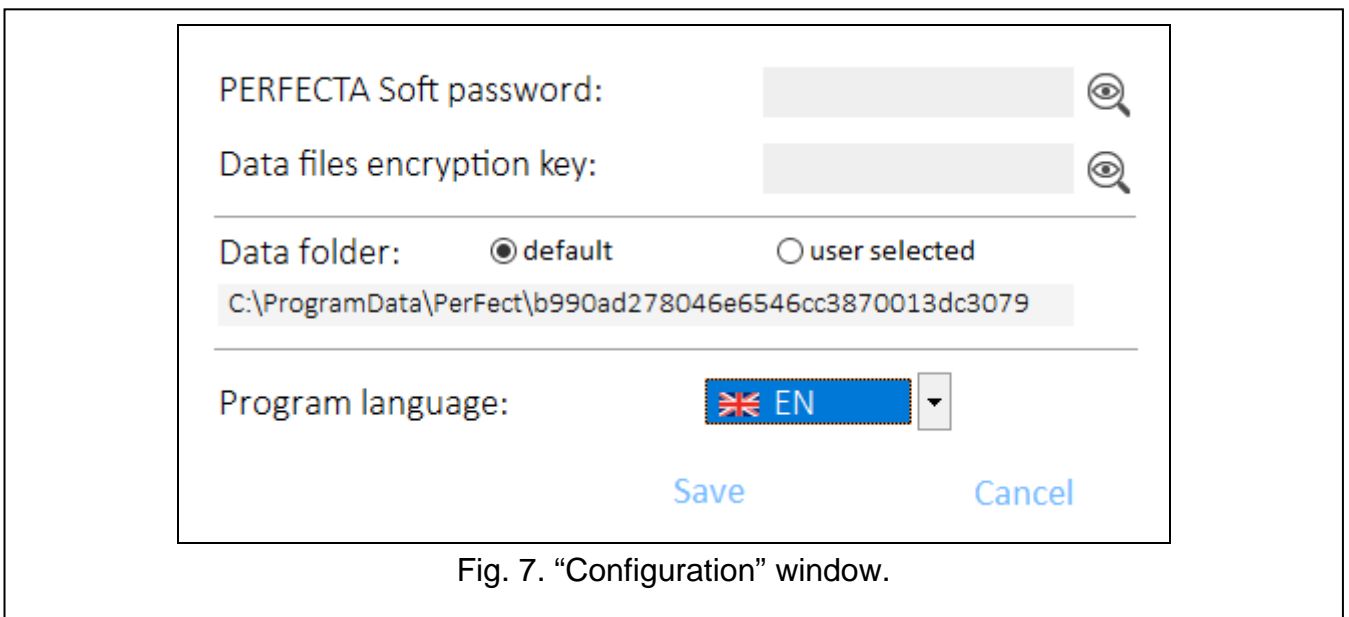 PERFECTA Soft password:
Data files encryption key:
Data folder: default user selected
C:\ProgramData\PerFect\b990ad278046e6546cc3870013dc3079
Program language: EN
Save Cancel
Fig. 7. “Configuration” window.